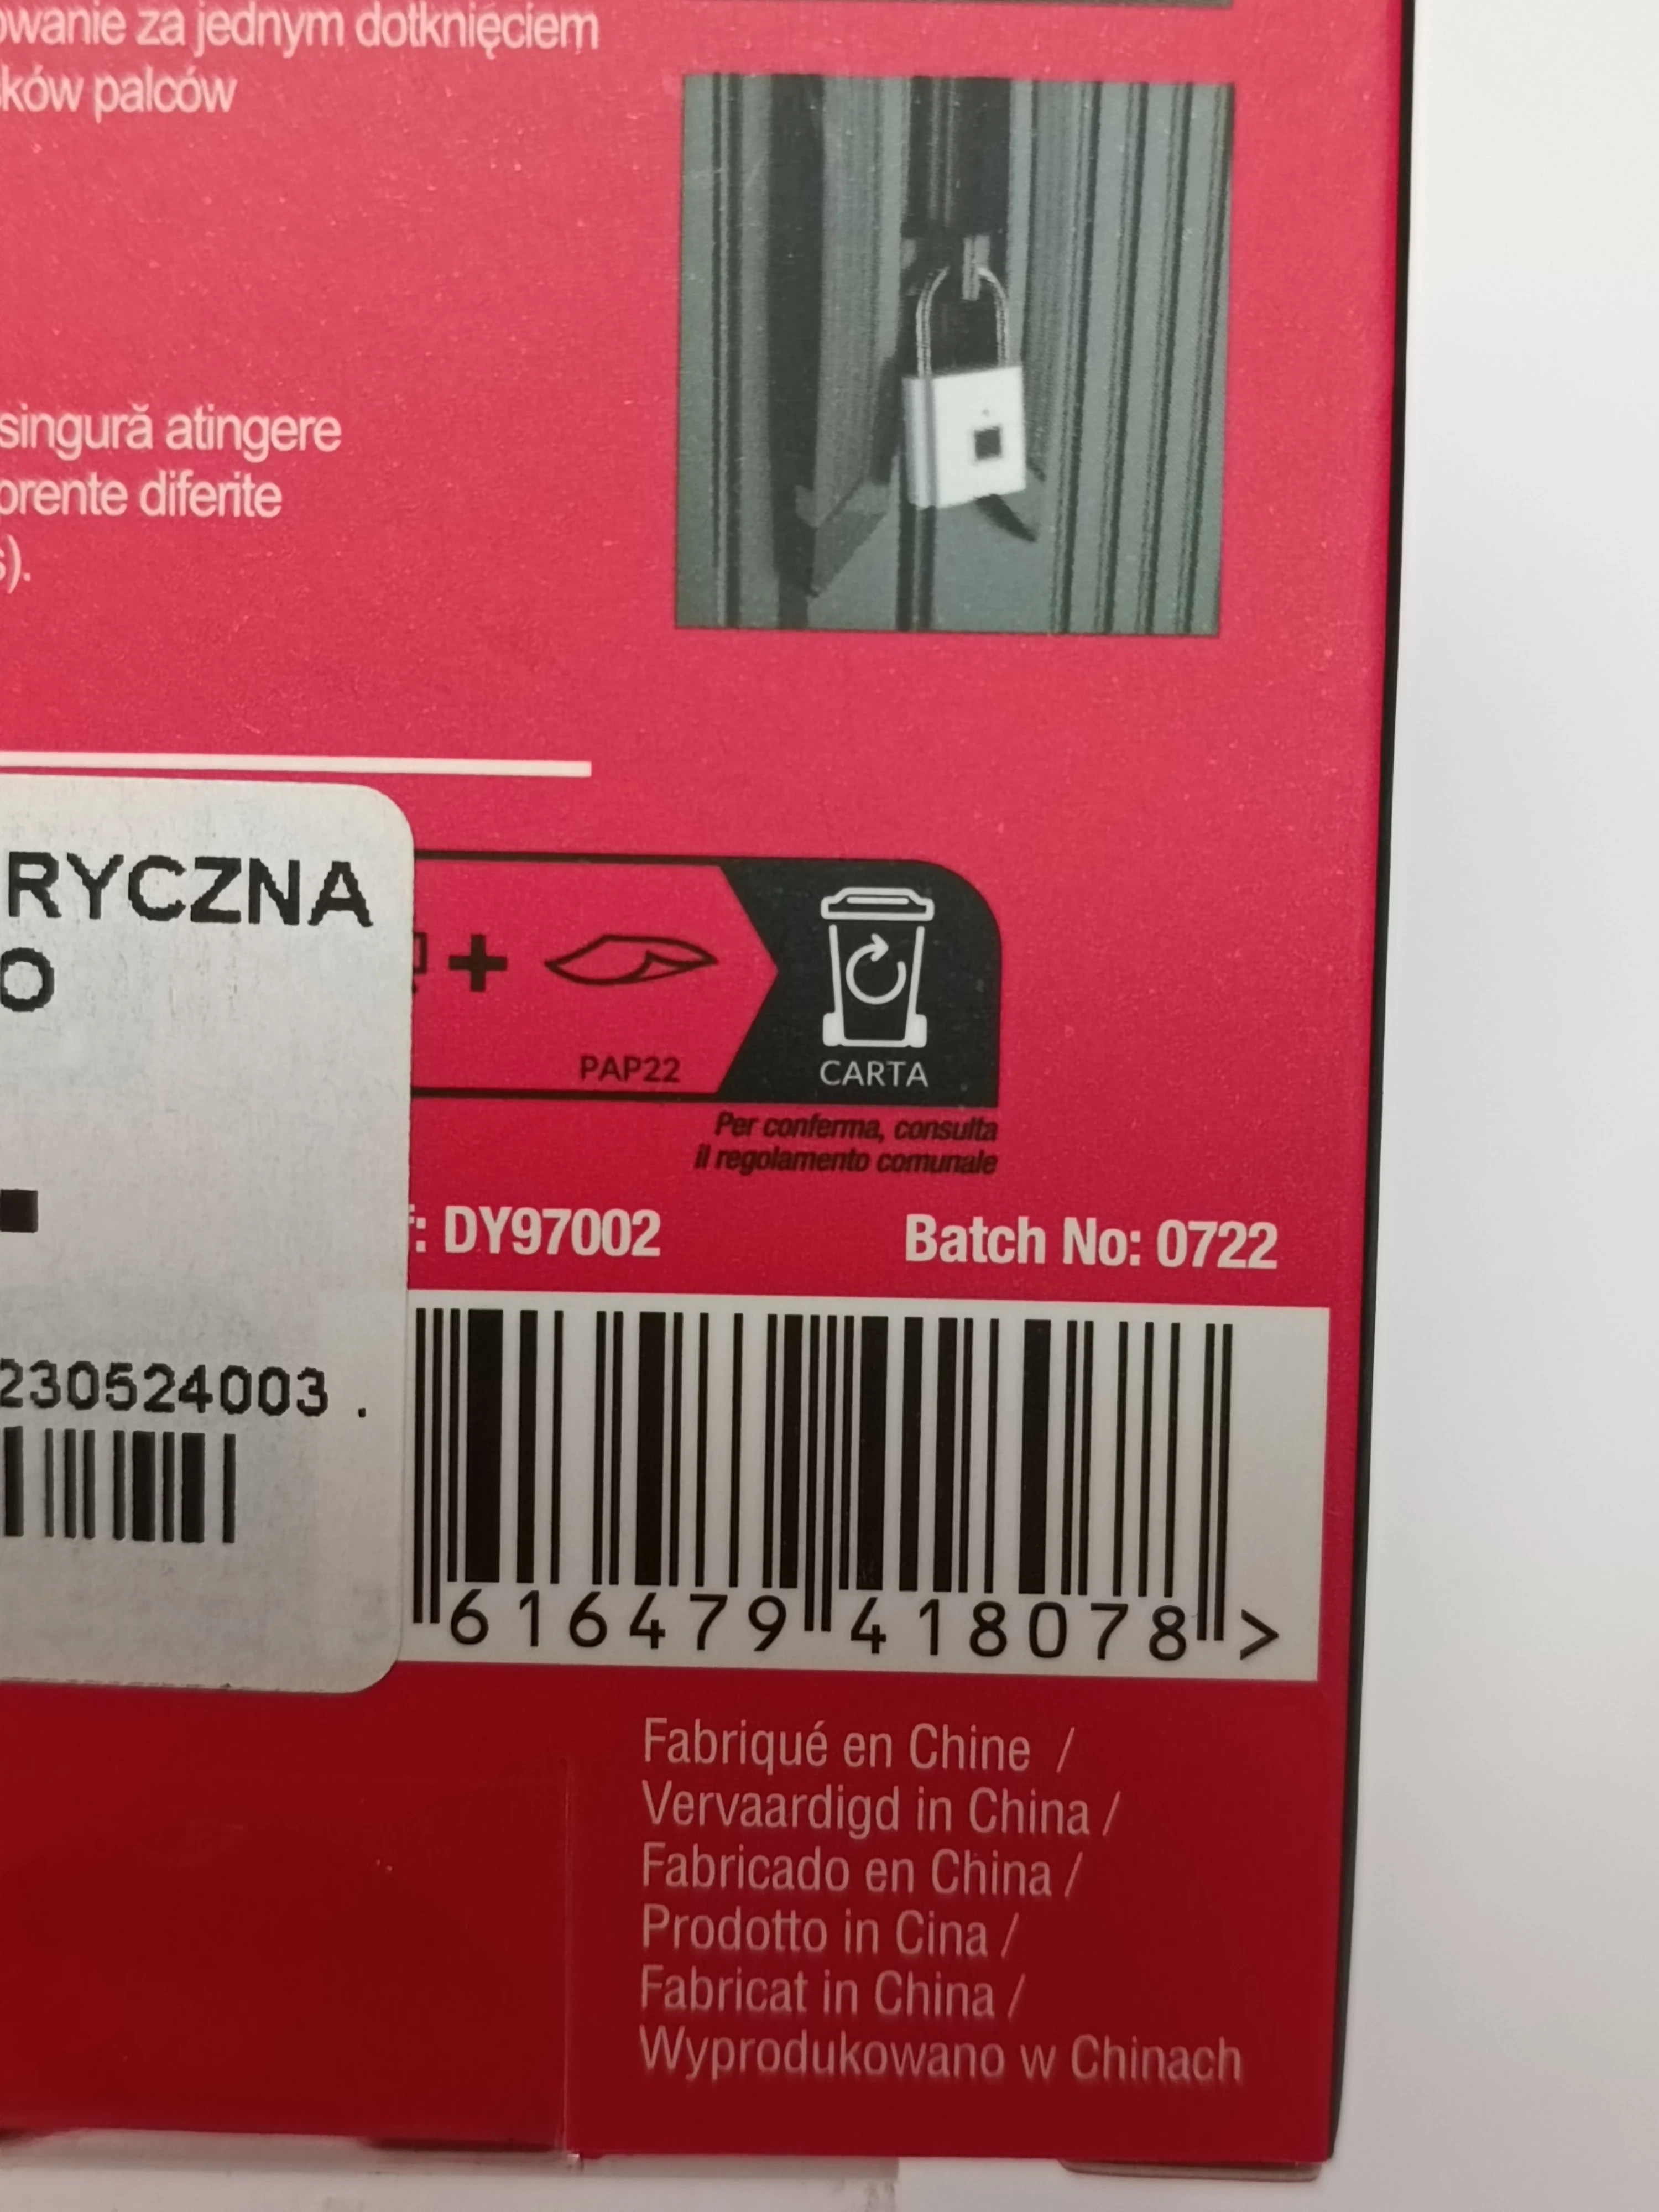 owanie za jednym dotknięciem
ków palców
singură atingere
orente diferite
s).
RYCZNA
O
+
PAP22
CARTA
Per conferma, consulta
il regolamento comunale
f: DY97002
Batch No: 0722
230524003 .
3 616479 418078 >
Fabriqué en Chine /
Vervaardigd in China /
Fabricado en China /
Prodotto in Cina /
Fabricat in China /
Wyprodukowano w Chinach